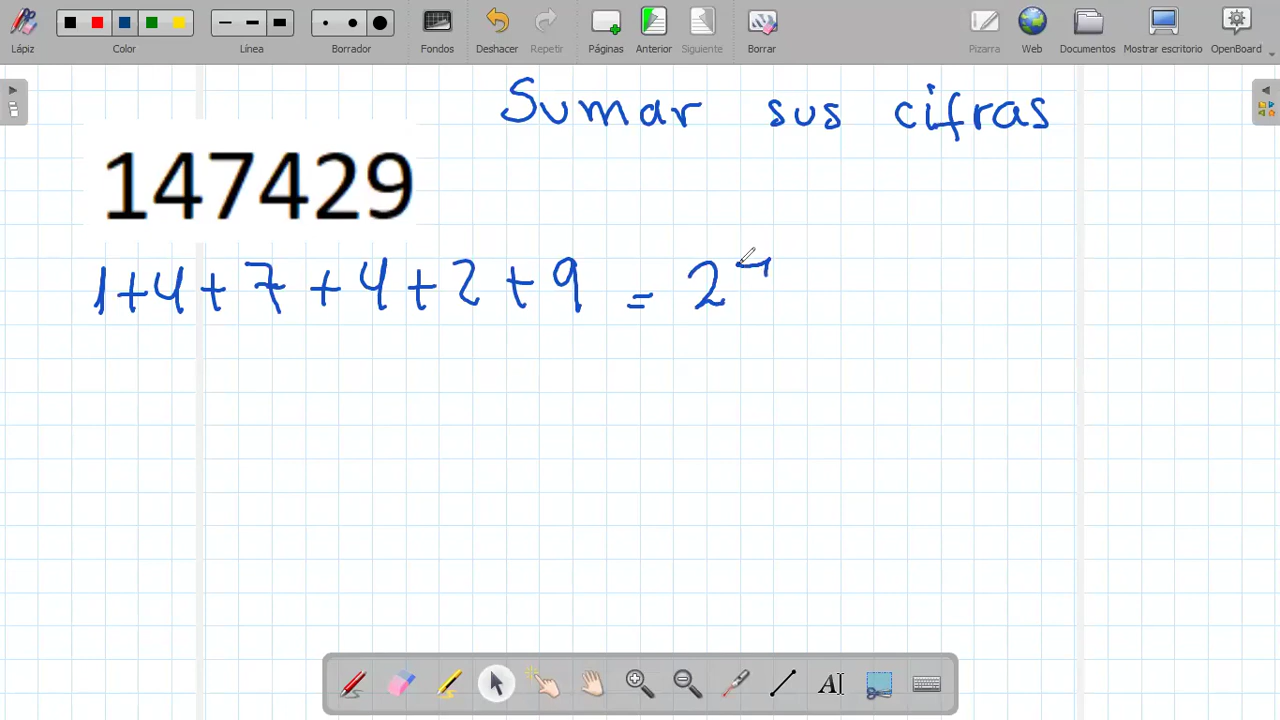 Lápiz Color Línea Borrador Fondos Deshacer Repetir Páginas Anterior Siguiente Borrar Pizarra Web Documentos Mostrar escritorio OpenBoard
Sumar sus cifras
147429
1+4+7+4+2+9 = 2